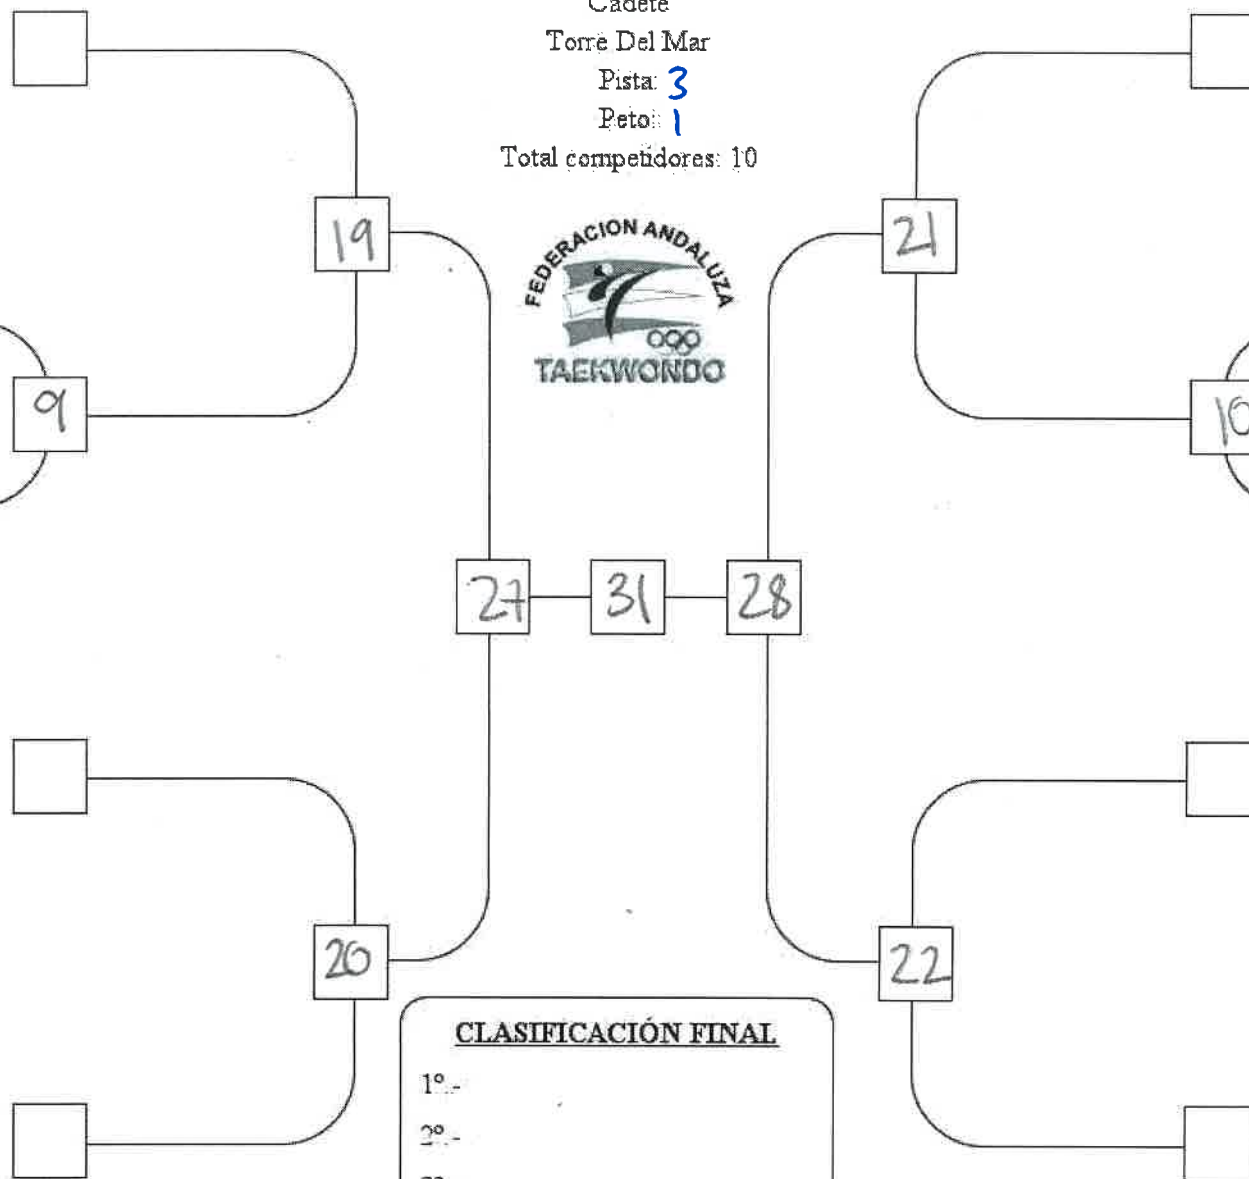 Cadete
Torre Del Mar
Pista: 3
Peto: 1
Total competidores: 10
19
21
FEDERACION ANDALUZA
TAEKWONDO
9
10
27
31
28
20
22
CLASIFICACIÓN FINAL
1º.-
2º.-